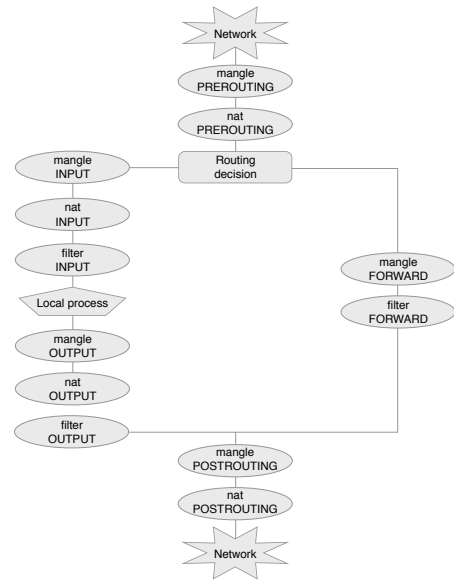 Network
mangle
PREROUTING
nat
PREROUTING
Routing
decision
mangle
INPUT
nat
INPUT
filter
INPUT
Local process
mangle
OUTPUT
nat
OUTPUT
filter
OUTPUT
mangle
FORWARD
filter
FORWARD
mangle
POSTROUTING
nat
POSTROUTING
Network